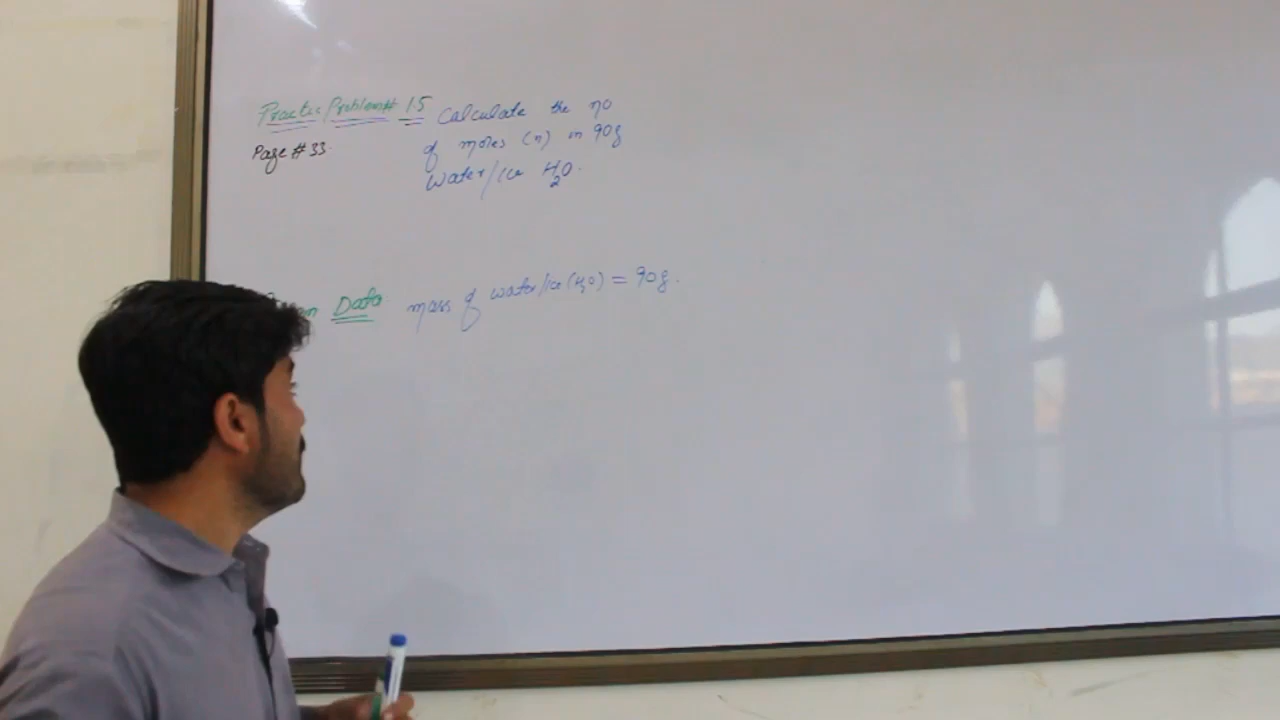 Practic Problem# 1.5 Calculate the no
Page #33. of moles (n) in 90g
water/ice H2O.
Data mass of water/ice (H2O) = 90g.